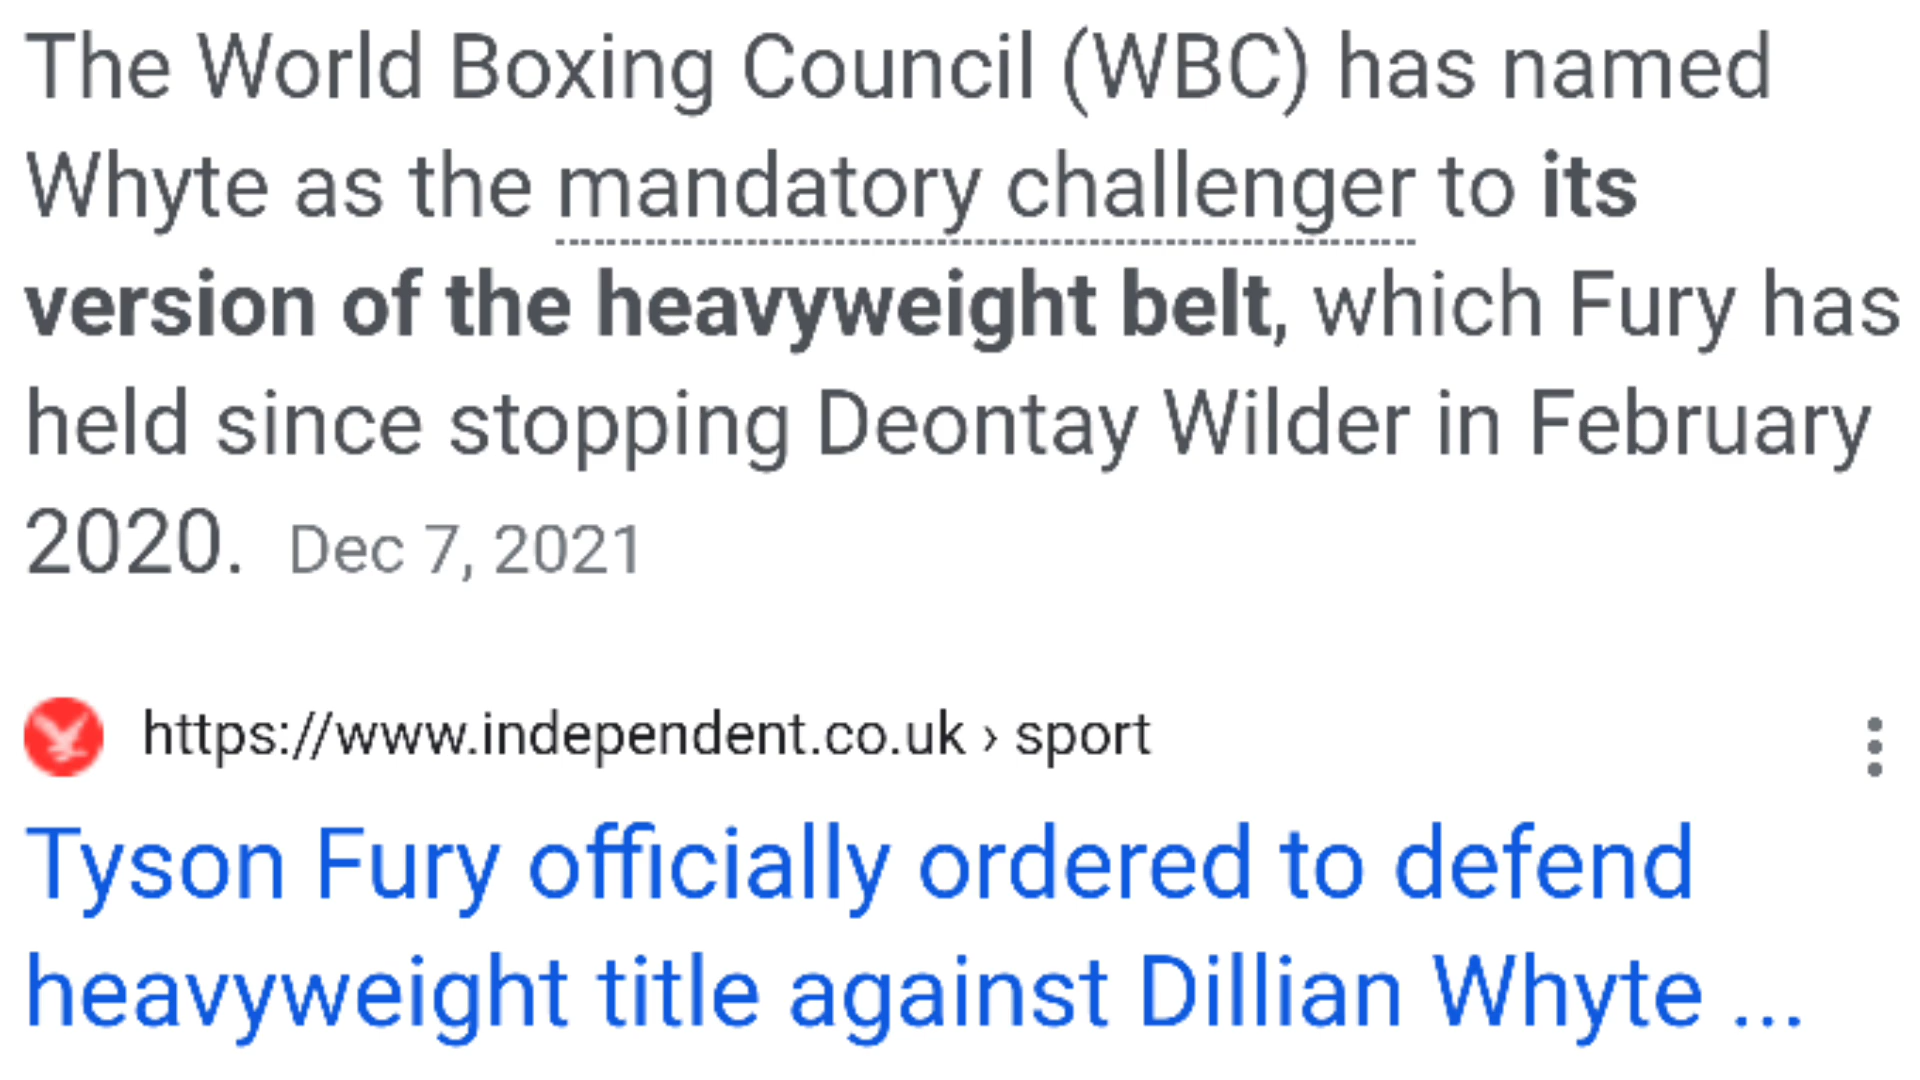 The World Boxing Council (WBC) has named
Whyte as the mandatory challenger to its
version of the heavyweight belt, which Fury has
held since stopping Deontay Wilder in February
2020. Dec 7, 2021
https://www.independent.co.uk › sport
Tyson Fury officially ordered to defend
heavyweight title against Dillian Whyte ...